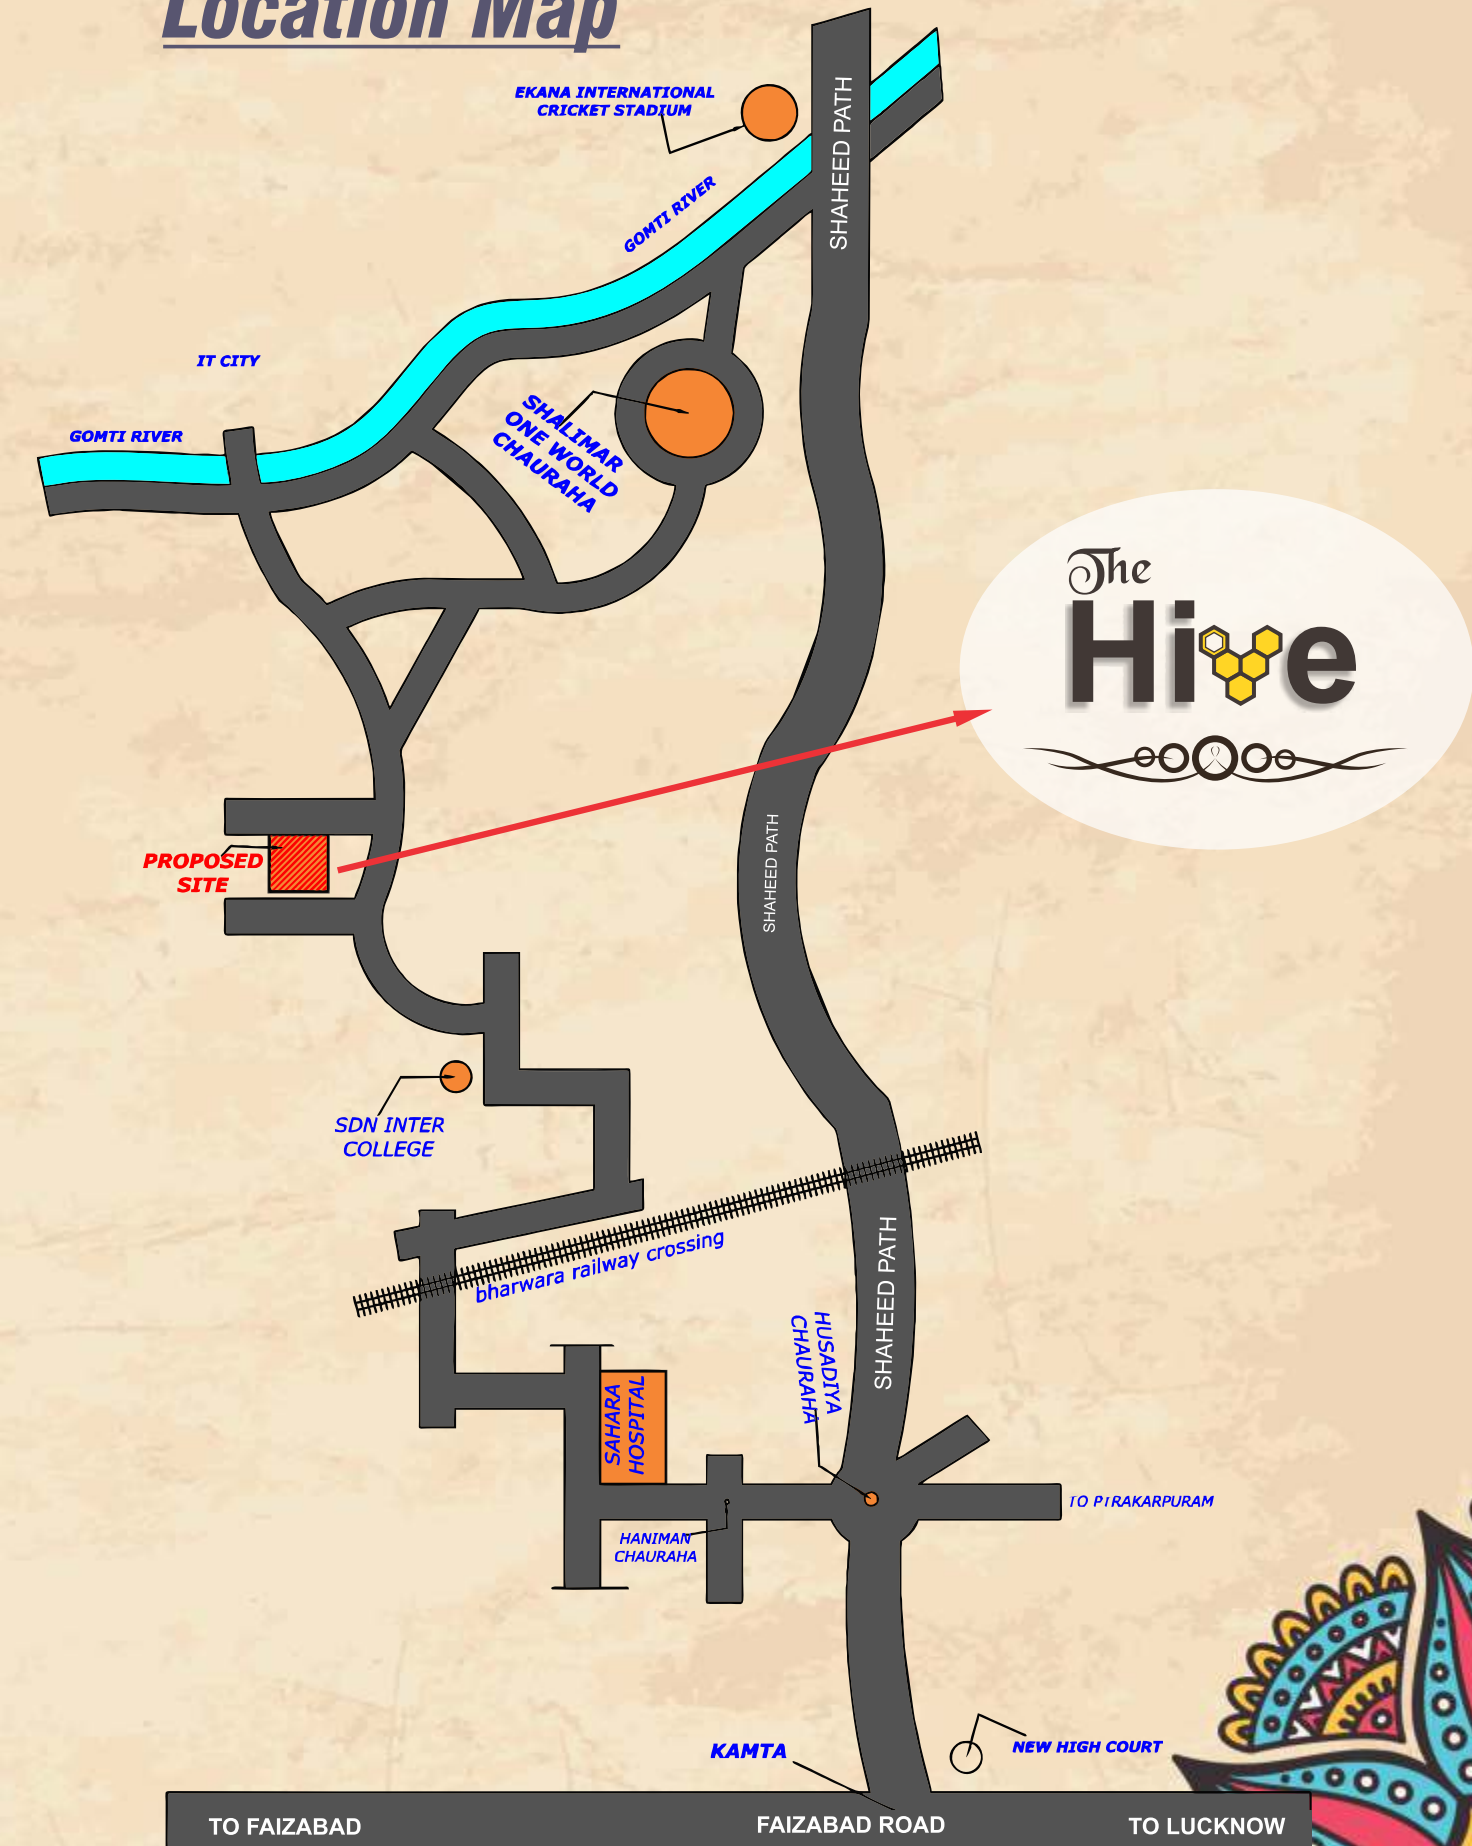 Location Map
EKANA INTERNATIONAL
CRICKET STADIUM
SHAHEED PATH
GOMTI RIVER
IT CITY
GOMTI RIVER
SHALIMAR
ONE WORLD
CHAURAHA
The
Hive
PROPOSED
SITE
SHAHEED PATH
SDN INTER
COLLEGE
bharwara railway crossing
SHAHEED PATH
HUSADIYA
CHAURAHA
SAHARA
HOSPITAL
TO PTRAKARPURAM
HANIMAN
CHAURAHA
KAMTA
NEW HIGH COURT
TO FAIZABAD
FAIZABAD ROAD
TO LUCKNOW